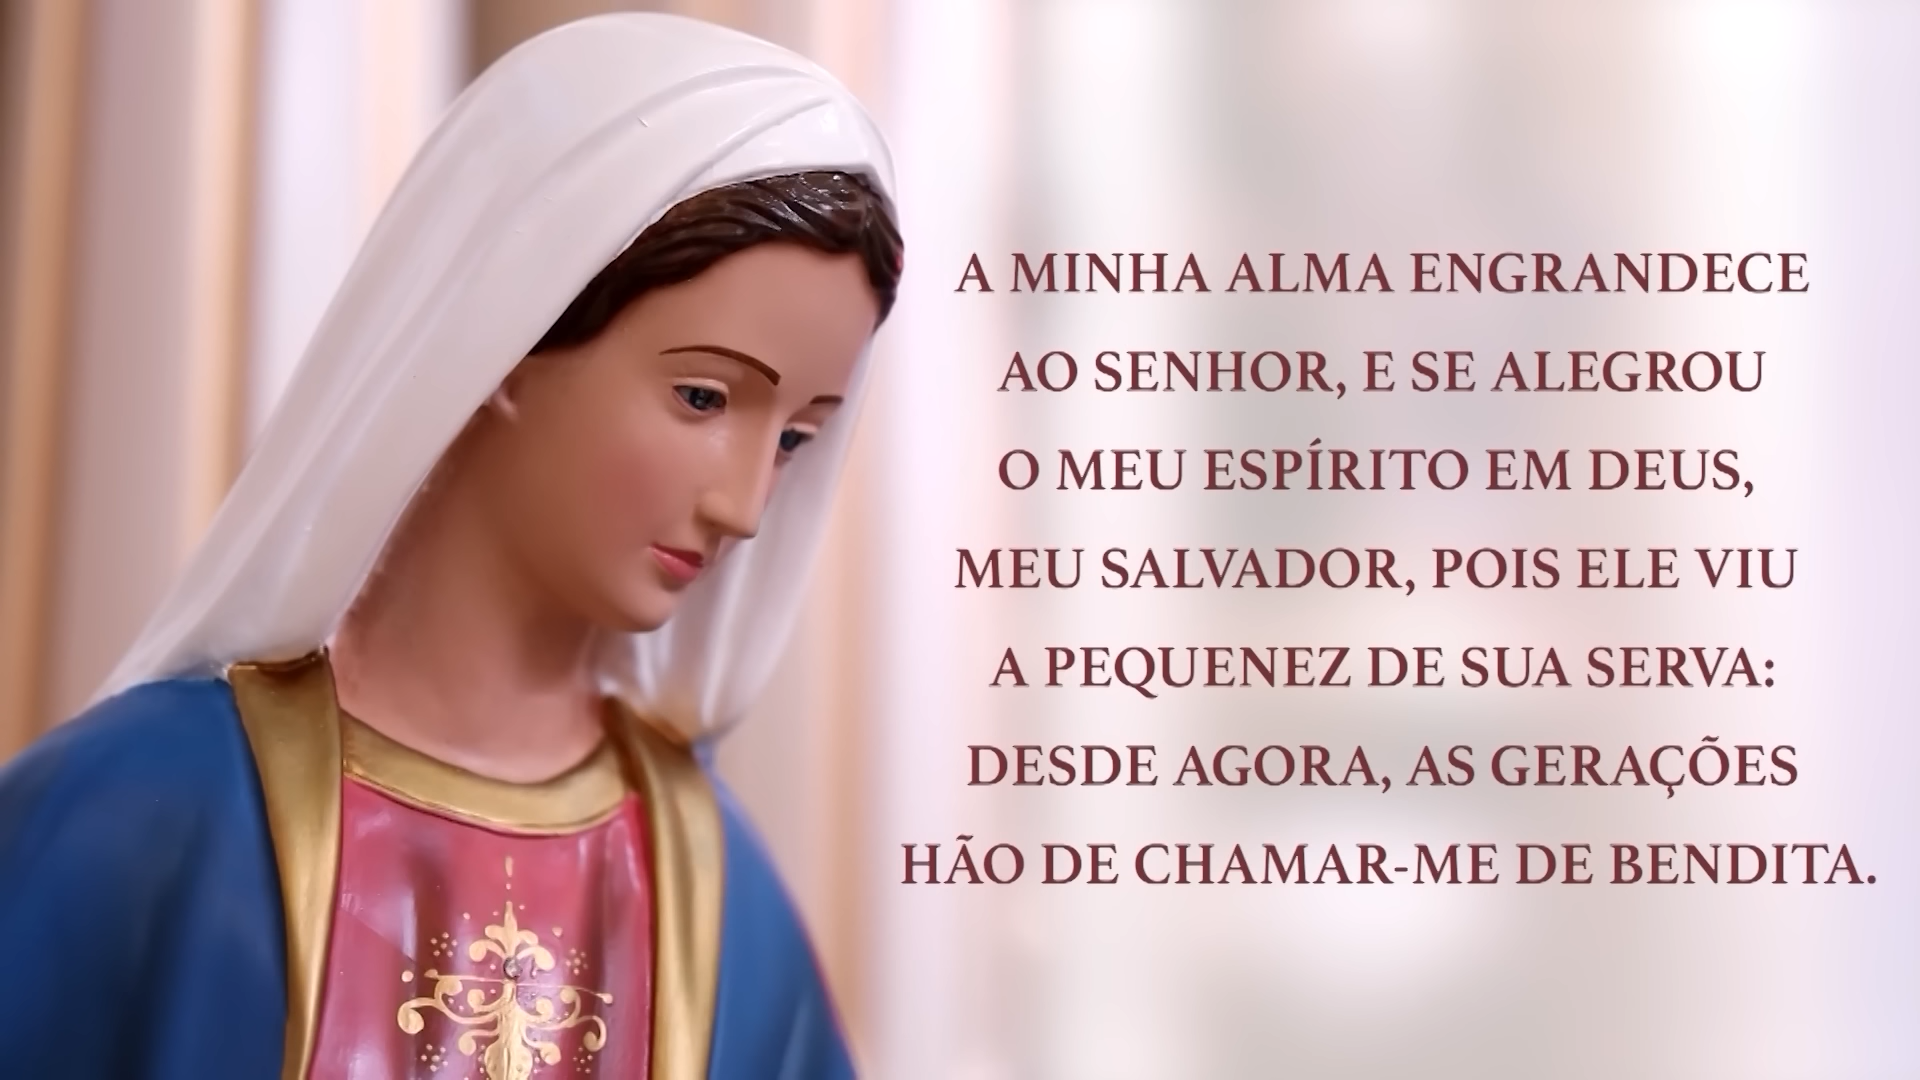 A MINHA ALMA ENGRANDECE
AO SENHOR, E SE ALEGROU
O MEU ESPÍRITO EM DEUS,
MEU SALVADOR, POIS ELE VIU
A PEQUENEZ DE SUA SERVA:
DESDE AGORA, AS GERAÇÕES
HÃO DE CHAMAR-ME DE BENDITA.